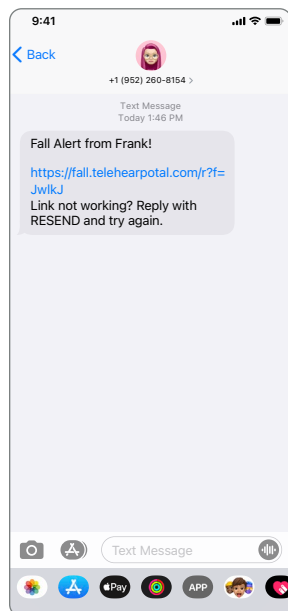 9:41
Back
+1 (952) 260-8154 >
Text Message
Today 1:46 PM
Fall Alert from Frank!
https://fall.telehearpotal.com/r?f=
JwlkJ
Link not working? Reply with
RESEND and try again.
Text Message
Pay
APP